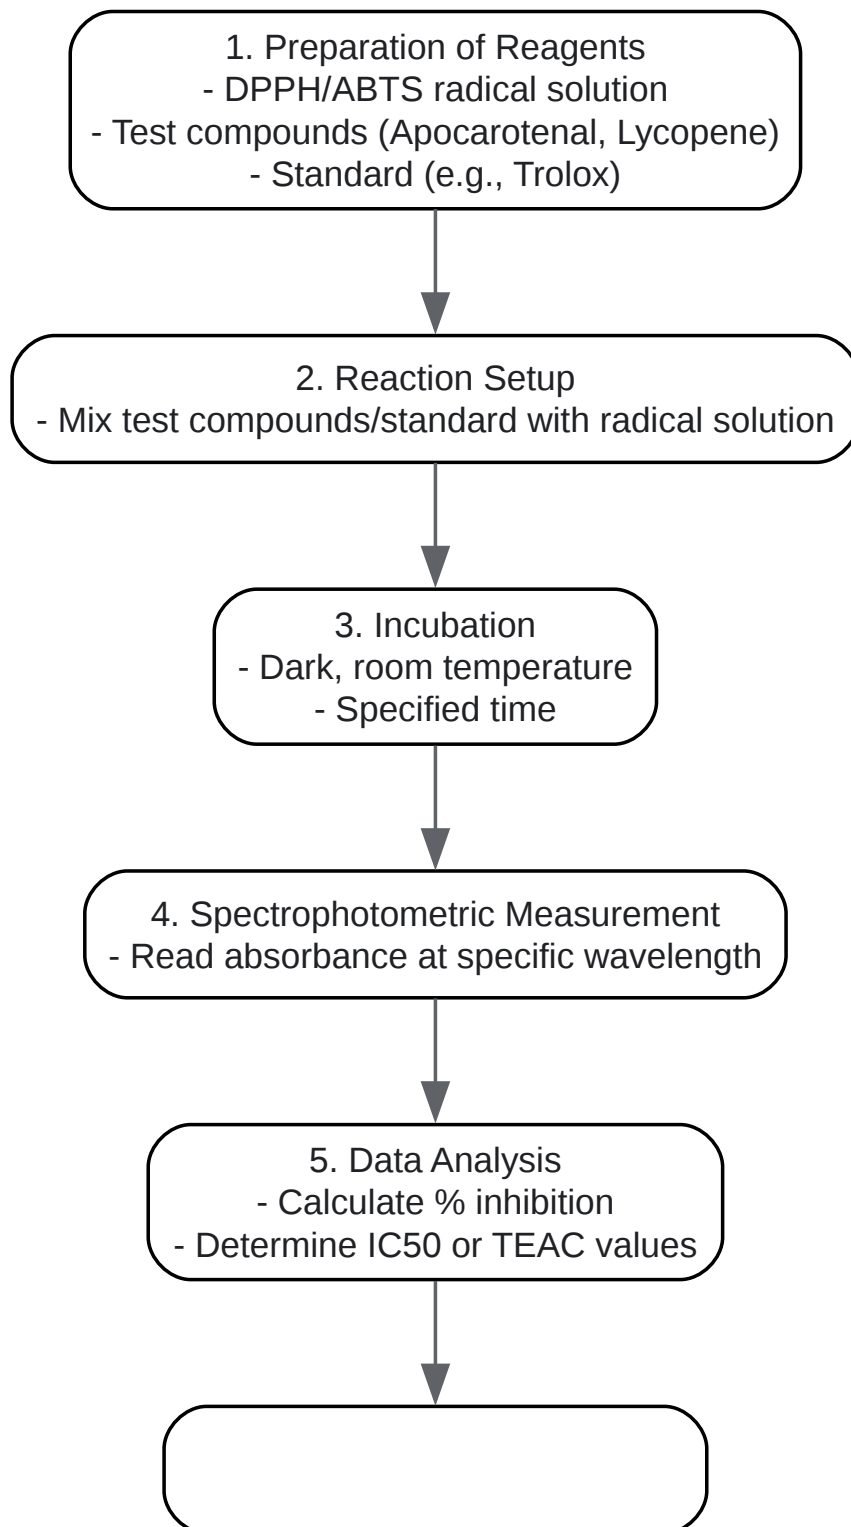 1. Preparation of Reagents
- DPPH/ABTS radical solution
- Test compounds (Apocarotenal, Lycopene)
- Standard (e.g., Trolox)
2. Reaction Setup
- Mix test compounds/standard with radical solution
3. Incubation
- Dark, room temperature
- Specified time
4. Spectrophotometric Measurement
- Read absorbance at specific wavelength
5. Data Analysis
- Calculate % inhibition
- Determine IC50 or TEAC values